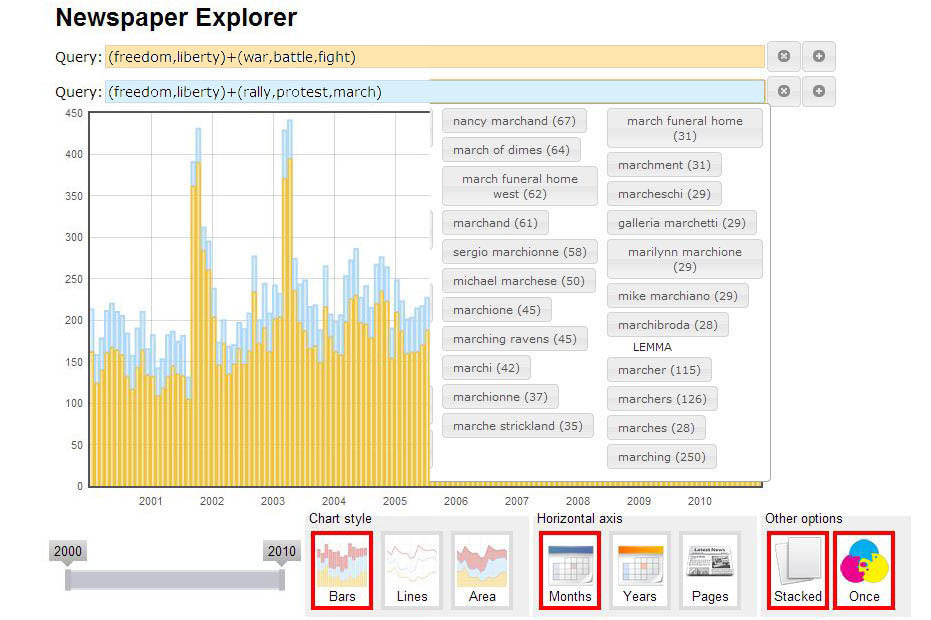 Newspaper Explorer
Query: (freedom,liberty)+(war,battle,fight)
Query: (freedom,liberty)+(rally,protest,march)
450
400
350
300
250
200
150
100
50
0
2001 2002 2003 2004 2005 2006 2007 2008 2009 2010
nancy marchand (67)
march of dimes (64)
march funeral home
west (62)
marchand (61)
sergio marchionne (58)
michael marchese (50)
marchione (45)
marching ravens (45)
marchi (42)
marchionne (37)
marche strickland (35)
march funeral home
(31)
marchment (31)
marcheschi (29)
galleria marchetti (29)
marilynn marchione
(29)
mike marchiano (29)
marchibroda (28)
LEMMA
marcher (115)
marchers (126)
marches (28)
marching (250)
2000 2010
Chart style
Bars Lines Area
Horizontal axis
Months Years Pages
Latest News
Other options
Stacked Once